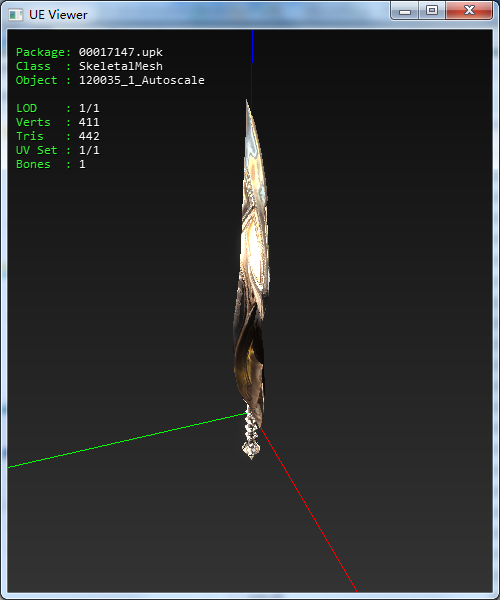 UE Viewer
Package: 00017147.upk
Class  : SkeletalMesh
Object : 120035_1_Autoscale
LOD    : 1/1
Verts  : 411
Tris   : 442
UV Set : 1/1
Bones  : 1